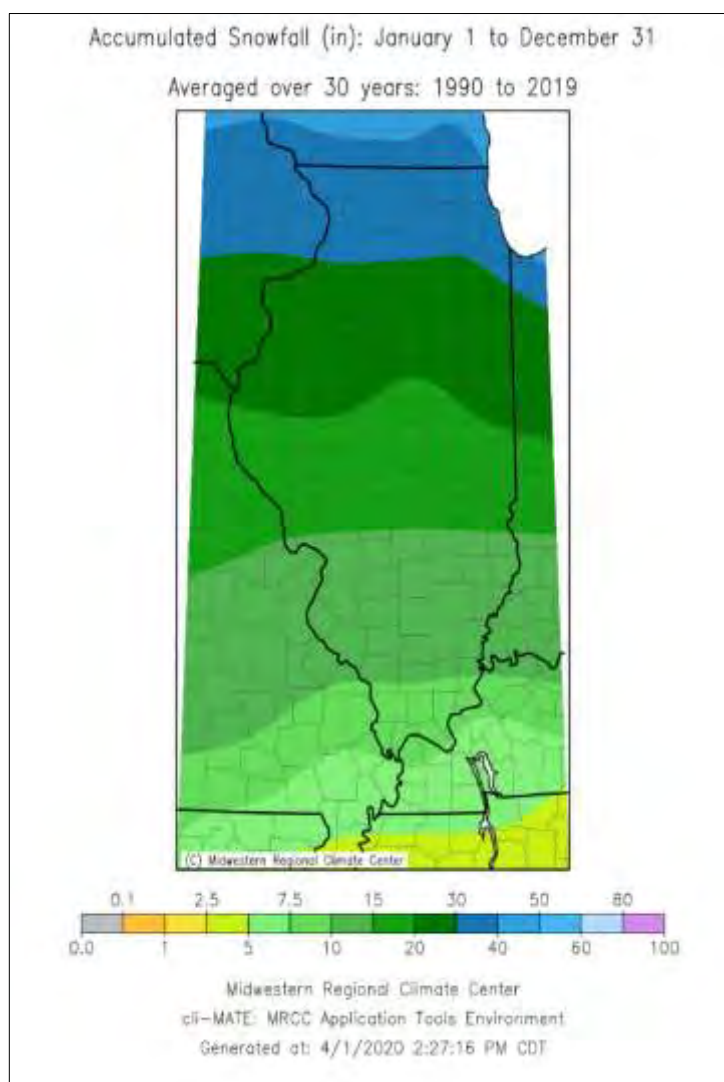 Accumulated Snowfall (in): January 1 to December 31
Averaged over 30 years: 1990 to 2019
(C) Midwestern Regional Climate Center
0.1 2.5 7.5 15 30 50 80
0.0 1 5 10 20 40 60 100
Midwestern Regional Climate Center
cli-MATE: MRCC Application Tools Environment
Generated at: 4/1/2020 2:27:16 PM CDT